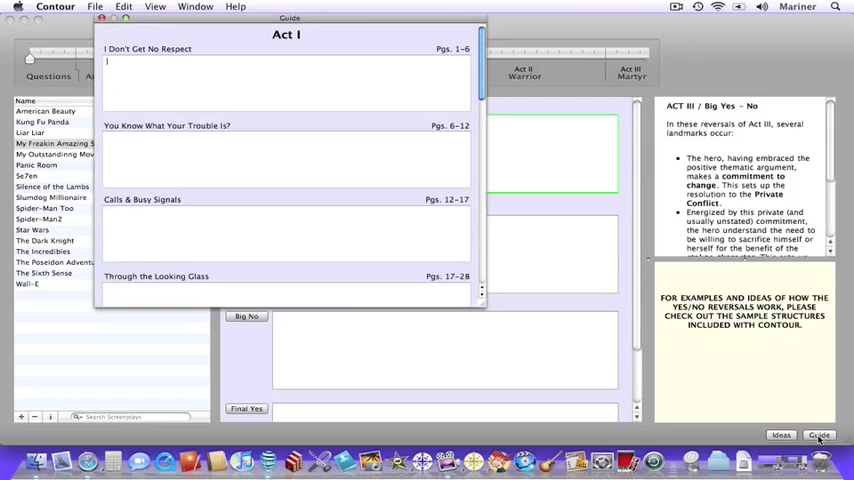 Contour File Edit View Window Help
Mariner
Guide
Act I
I Don't Get No Respect Pgs. 1-6
You Know What Your Trouble Is? Pgs. 6-12
Calls & Busy Signals Pgs. 12-17
Through the Looking Glass Pgs. 17-28
Questions
Act II
Warrior
Act III
Martyr
Name
American Beauty
Kung Fu Panda
Liar Liar
My Freakin Amazing S
My Outstandinng Mov
Panic Room
Se7en
Silence of the Lambs
Slumdog Millionaire
Spider-Man Too
Spider-Man2
Star Wars
The Dark Knight
The Incredibles
The Poseidon Adventu
The Sixth Sense
Wall-E
Search Screenplays
Big No
Final Yes
ACT III / Big Yes - No
In these reversals of Act III, several
landmarks occur:
• The hero, having embraced the
positive thematic argument,
makes a commitment to
change. This sets up the
resolution to the Private
Conflict.
• Energized by this private (and
usually unstated) commitment,
the hero understand the need to
be willing to sacrifice himself or
herself for the benefit of the
FOR EXAMPLES AND IDEAS OF HOW THE
YES/NO REVERSALS WORK, PLEASE
CHECK OUT THE SAMPLE STRUCTURES
INCLUDED WITH CONTOUR.
Ideas
Guide